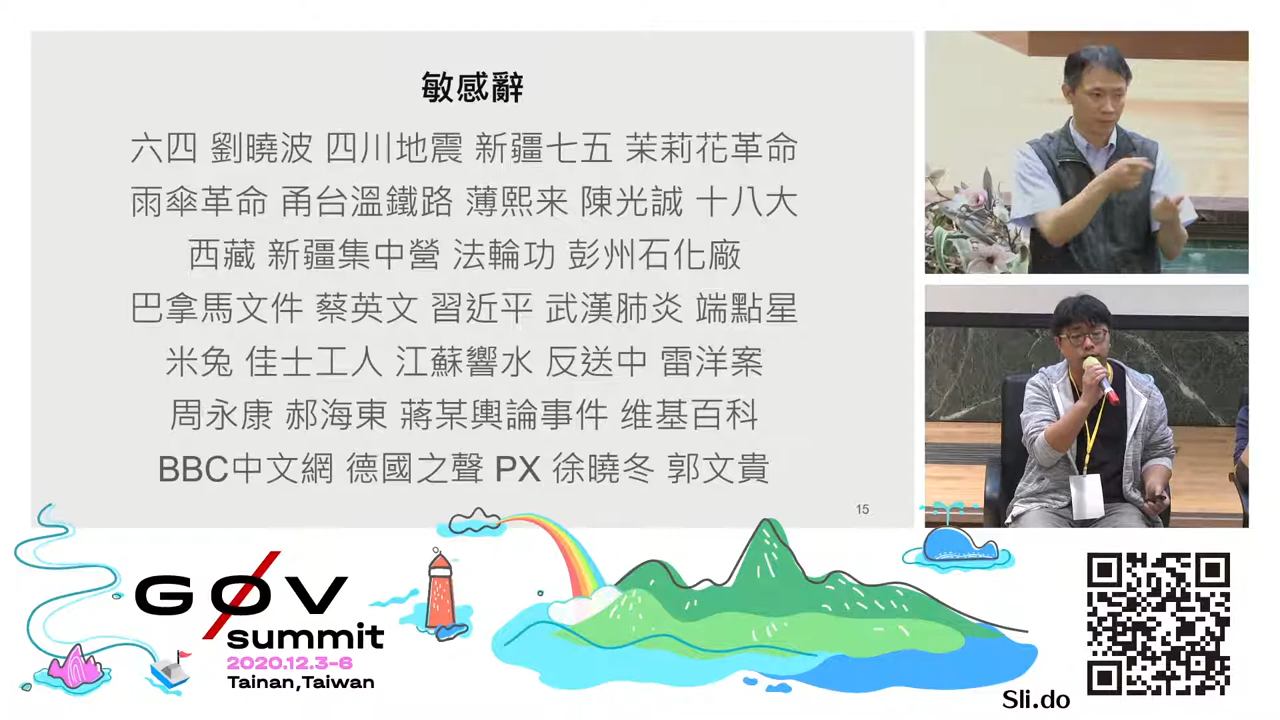 敏感辭
六四 劉曉波 四川地震 新疆七五 茉莉花革命
雨傘革命 甬台溫鐵路 薄熙来 陳光誠 十八大
西藏 新疆集中營 法輪功 彭州石化廠
巴拿馬文件 蔡英文 習近平 武漢肺炎 端點星
米兔 佳士工人 江蘇響水 反送中 雷洋案
周永康 郝海東 蔣某輿論事件 维基百科
BBC中文網 德國之聲 PX 徐曉冬 郭文貴
15
GØV
summit
2020.12.3-6
Tainan,Taiwan
Sli.do